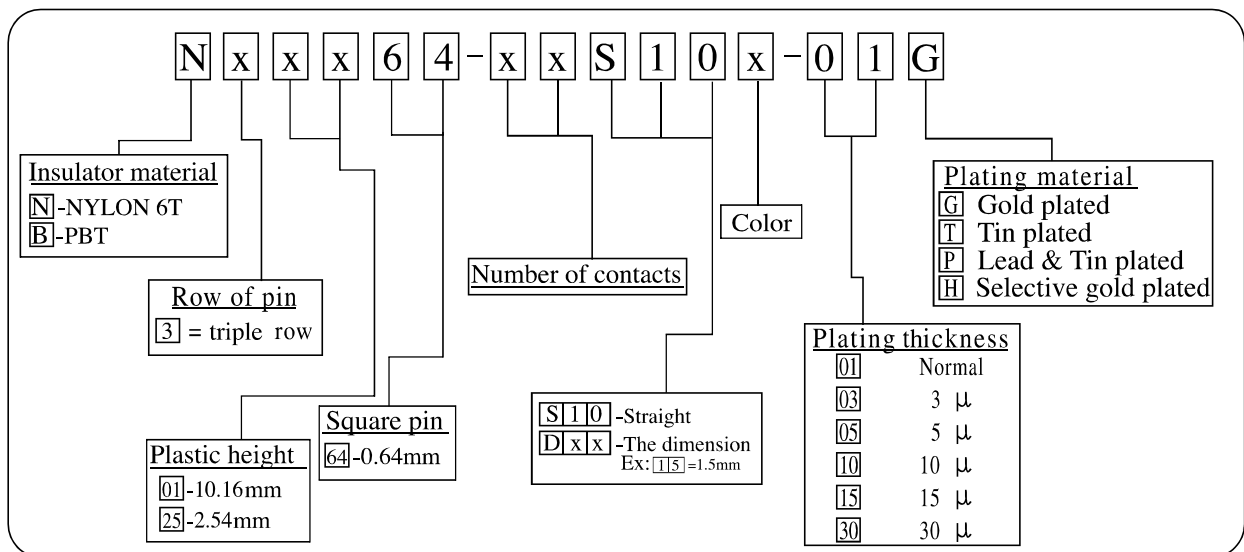 N x x x 6 4 - x x S 1 0 x - 0 1 G
Insulator material
N -NYLON 6T
B -PBT
Row of pin
3 = triple row
Plastic height
01 -10.16mm
25 -2.54mm
Square pin
64 -0.64mm
Number of contacts
S 1 0 -Straight
D x x -The dimension
Ex: 1 5 =1.5mm
Color
Plating thickness
01 Normal
03 3 μ
05 5 μ
10 10 μ
15 15 μ
30 30 μ
Plating material
G Gold plated
T Tin plated
P Lead & Tin plated
H Selective gold plated